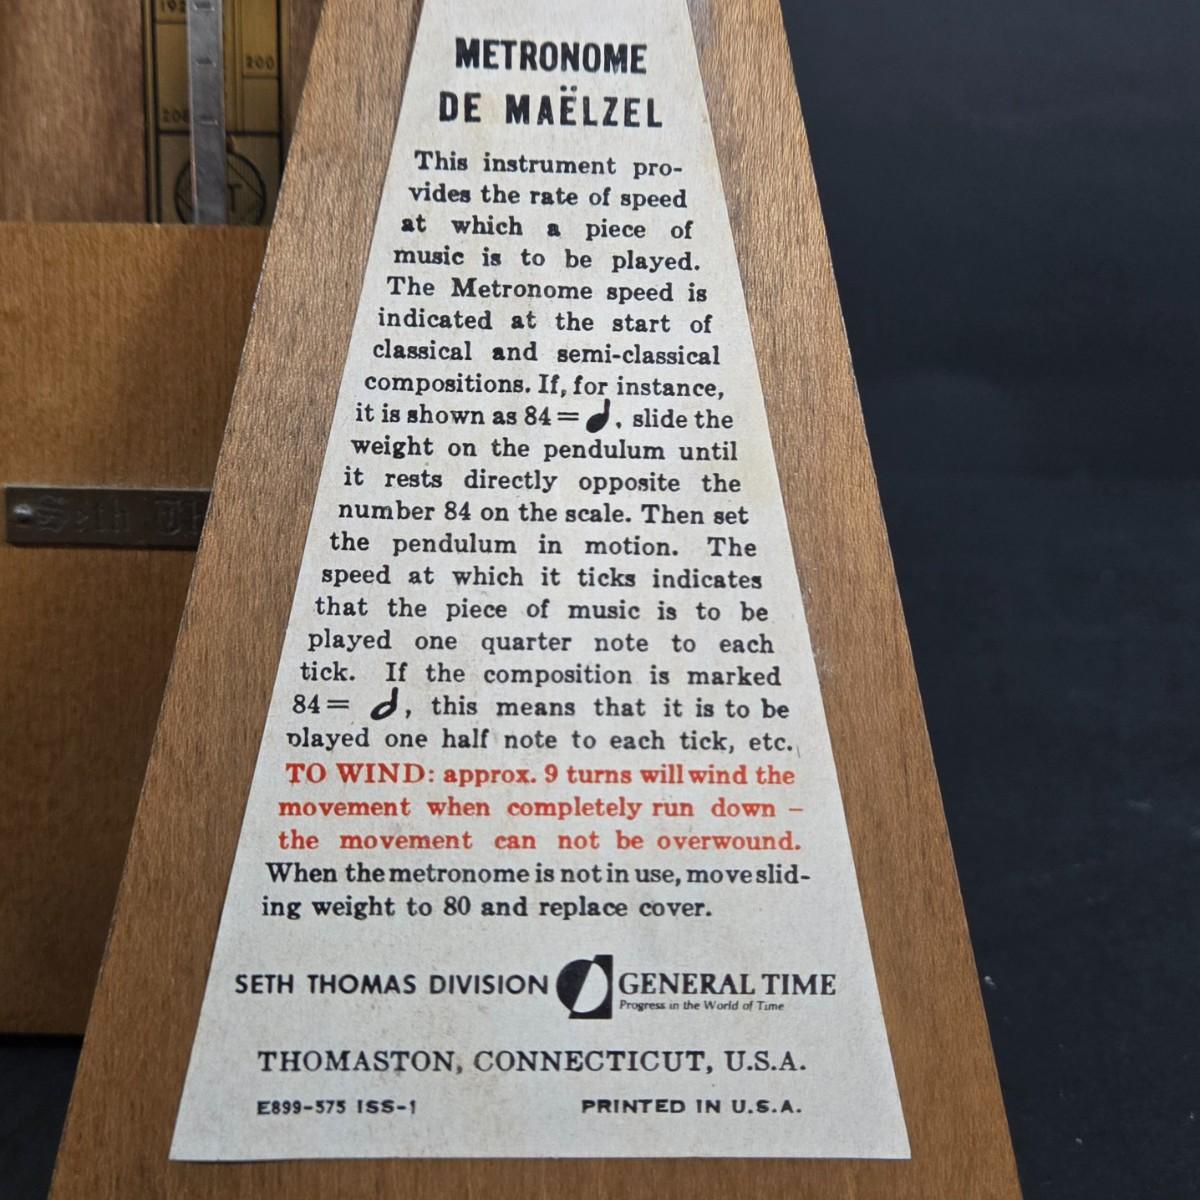 192
200
208
T
Seth Th
METRONOME
DE MAËLZEL
This instrument pro-
vides the rate of speed
at which a piece of
music is to be played.
The Metronome speed is
indicated at the start of
classical and semi-classical
compositions. If, for instance,
it is shown as 84 = ♩, slide the
weight on the pendulum until
it rests directly opposite the
number 84 on the scale. Then set
the pendulum in motion. The
speed at which it ticks indicates
that the piece of music is to be
played one quarter note to each
tick. If the composition is marked
84 = 𝅗𝅥, this means that it is to be
played one half note to each tick, etc.
TO WIND: approx. 9 turns will wind the
movement when completely run down –
the movement can not be overwound.
When the metronome is not in use, move slid-
ing weight to 80 and replace cover.
SETH THOMAS DIVISION GENERAL TIME
Progress in the World of Time
THOMASTON, CONNECTICUT, U.S.A.
E899-575 ISS-1 PRINTED IN U.S.A.